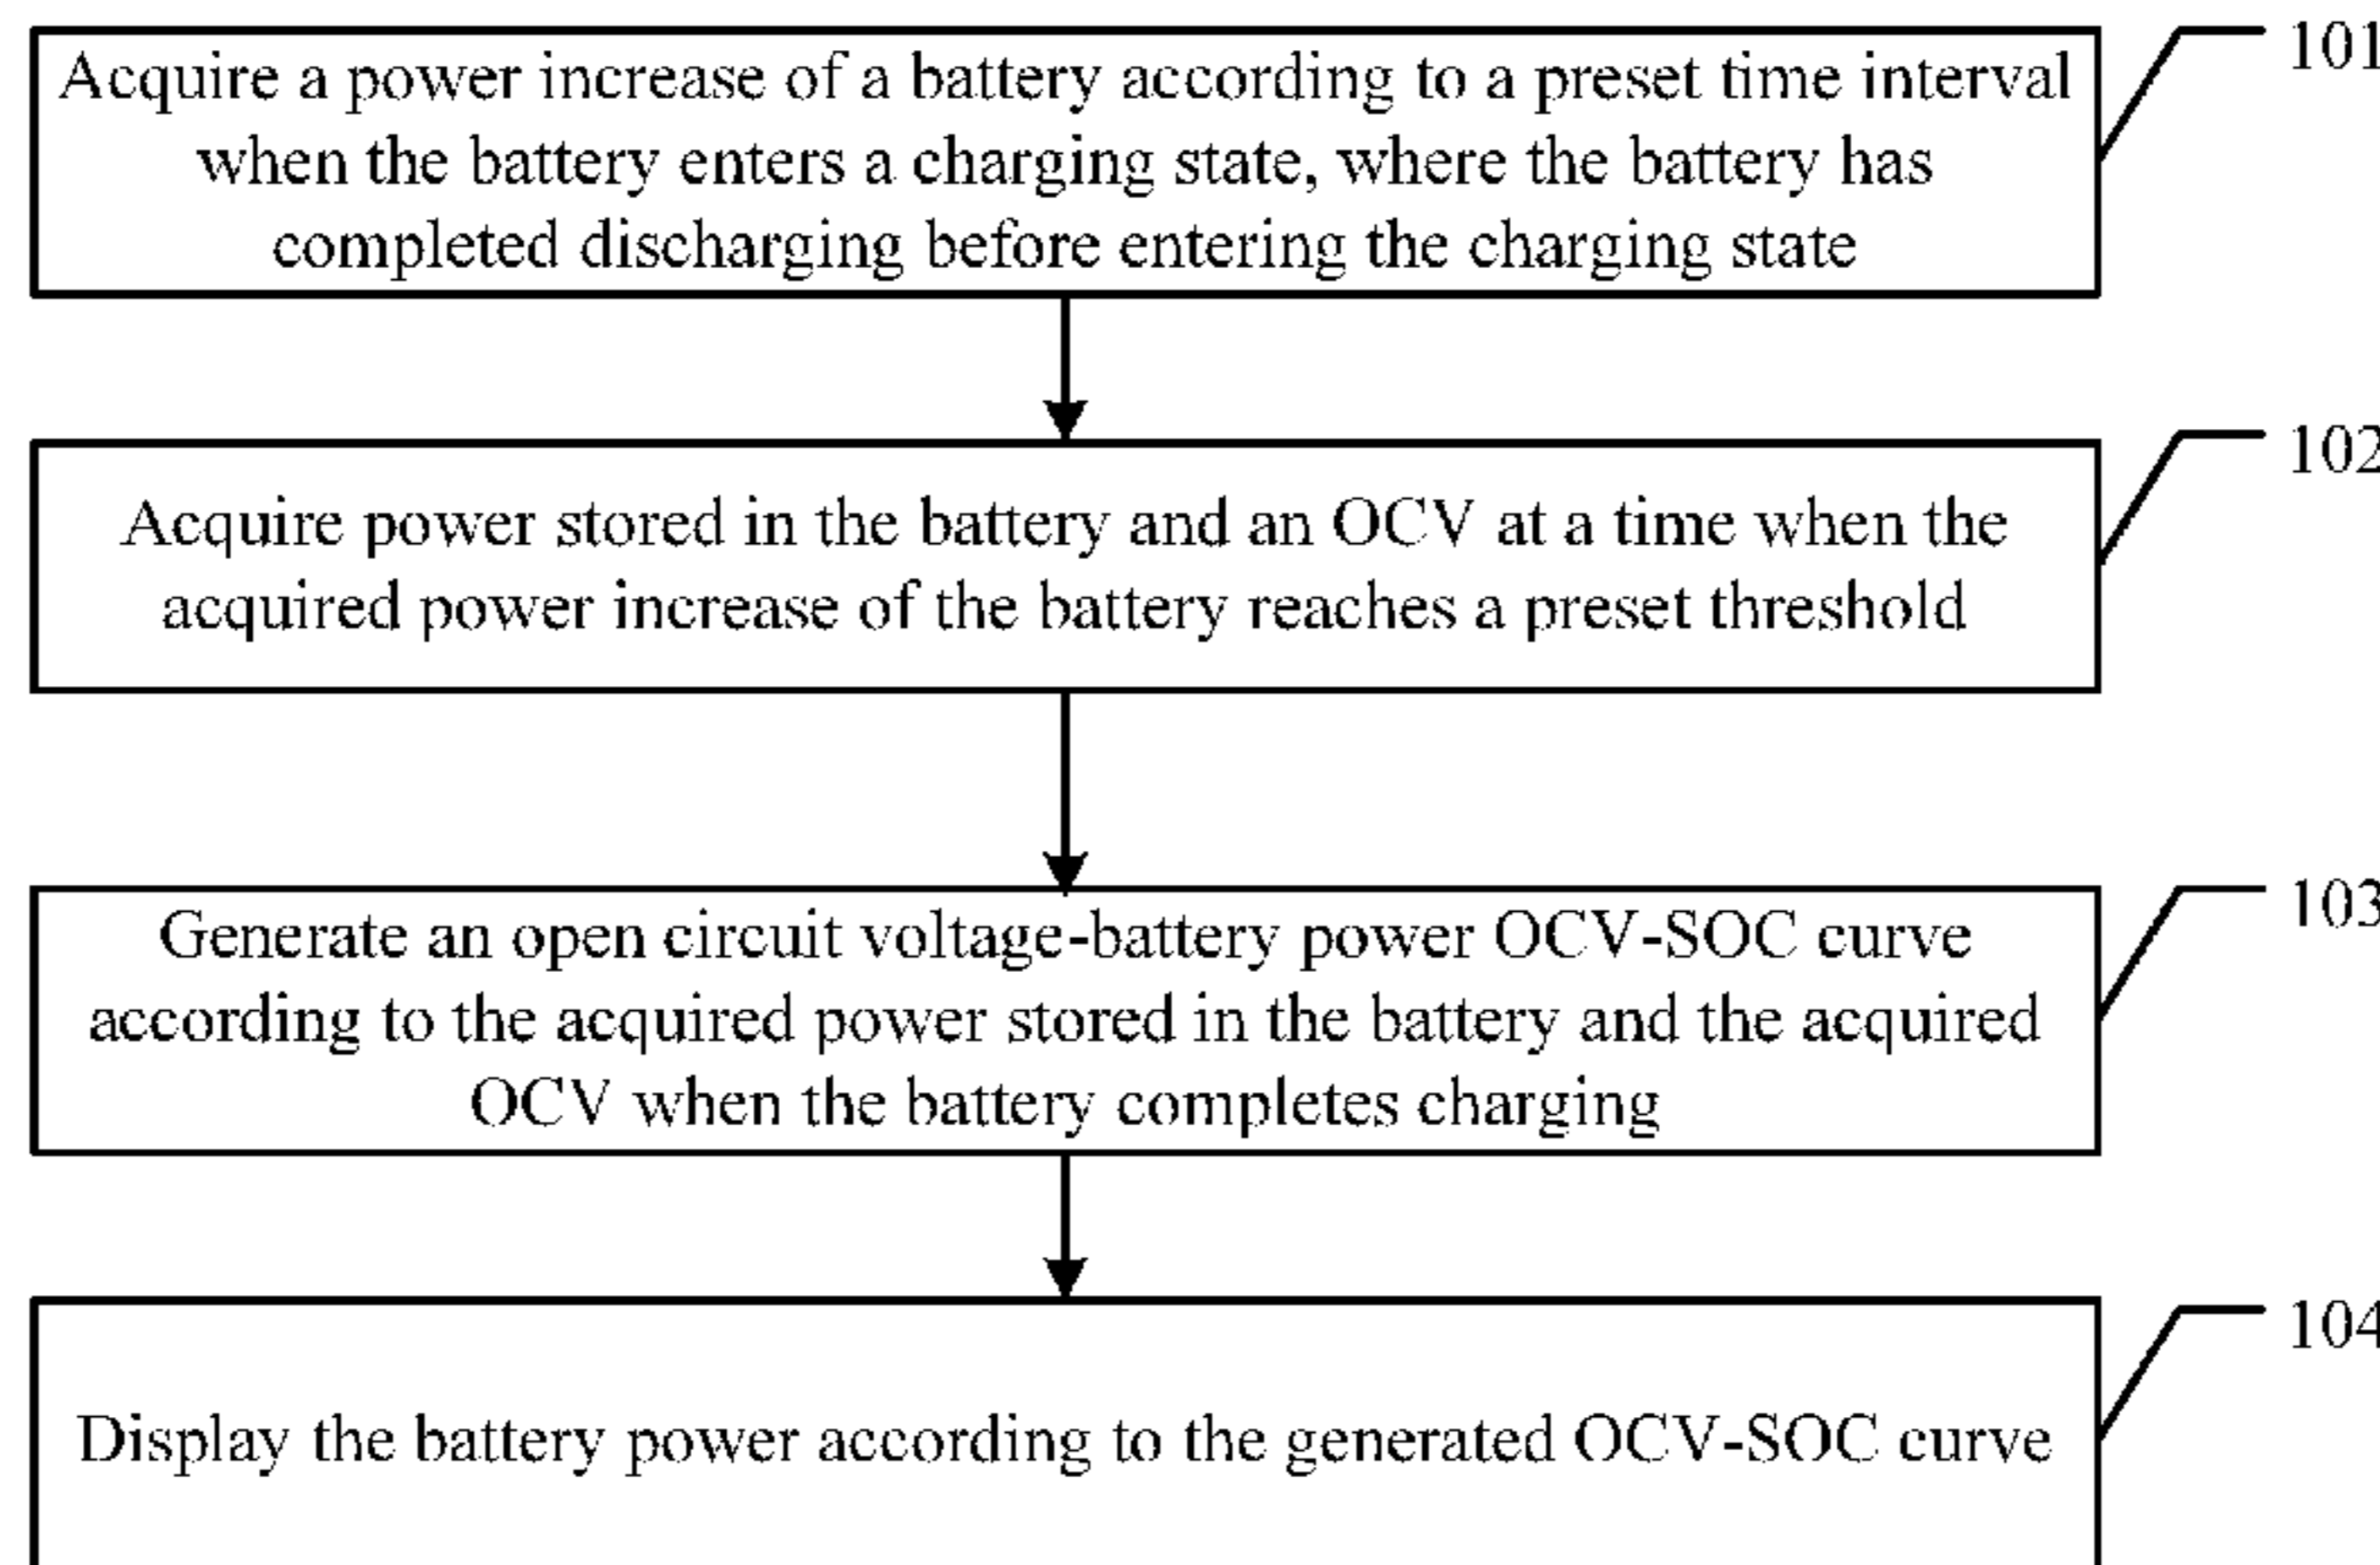 Acquire a power increase of a battery according to a preset time interval
when the battery enters a charging state, where the battery has
completed discharging before entering the charging state
101
Acquire power stored in the battery and an OCV at a time when the
acquired power increase of the battery reaches a preset threshold
102
Generate an open circuit voltage-battery power OCV-SOC curve
according to the acquired power stored in the battery and the acquired
OCV when the battery completes charging
103
Display the battery power according to the generated OCV-SOC curve
104